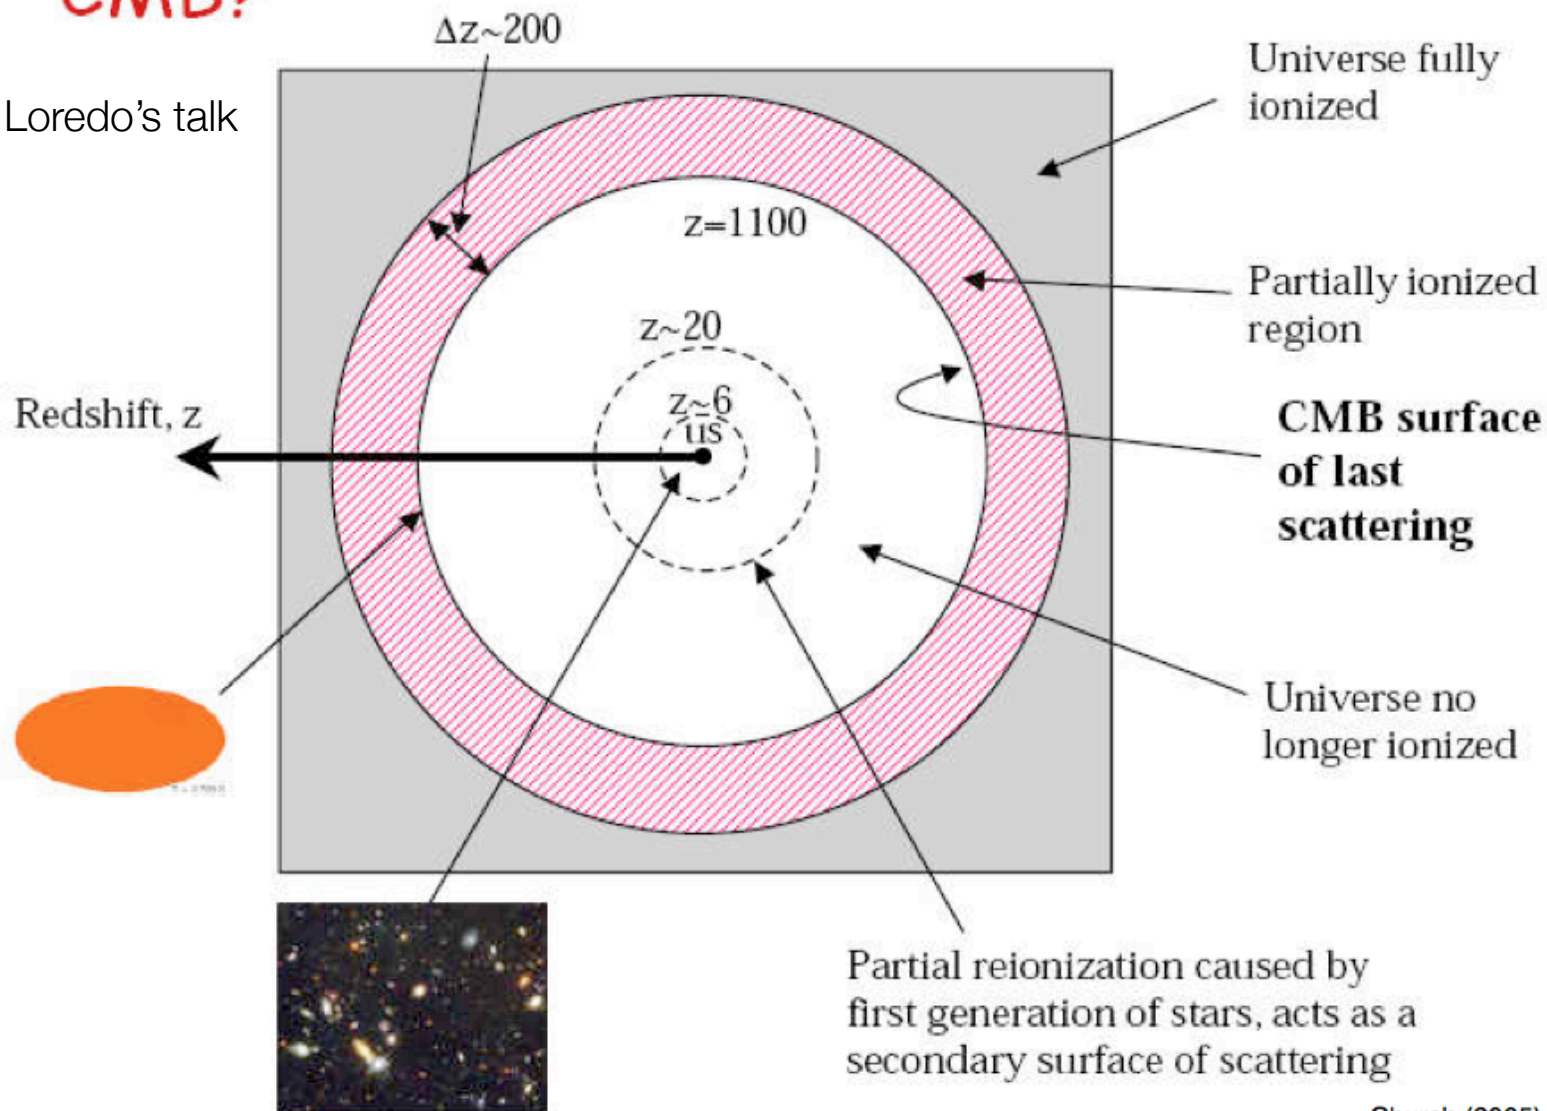 CMB?
Δz~200
Loredo's talk
Universe fully
ionized
z=1100
Partially ionized
region
z~20
z~6
us
Redshift, z
CMB surface
of last
scattering
Universe no
longer ionized
Partial reionization caused by
first generation of stars, acts as a
secondary surface of scattering
(2005)